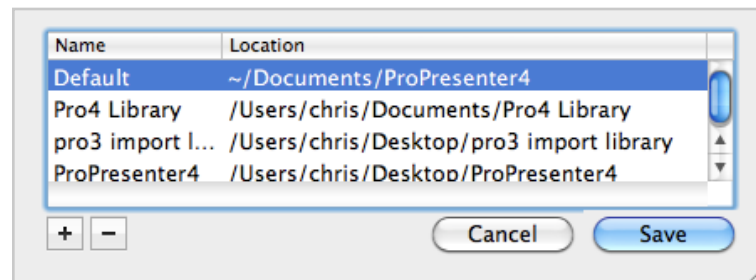 Name Location
Default ~/Documents/ProPresenter4
Pro4 Library /Users/chris/Documents/Pro4 Library
pro3 import l... /Users/chris/Desktop/pro3 import library
ProPresenter4 /Users/chris/Desktop/ProPresenter4
+ − Cancel Save